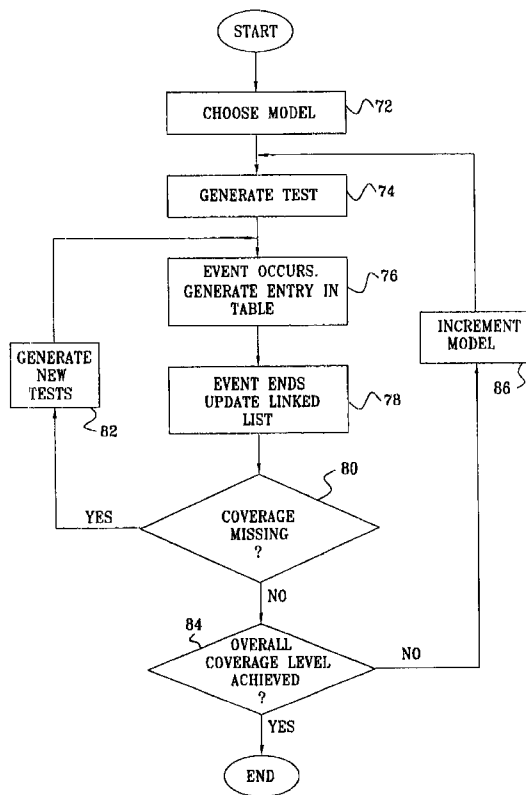 START
CHOOSE MODEL
72
GENERATE TEST
74
EVENT OCCURS.
GENERATE ENTRY IN
TABLE
76
INCREMENT
MODEL
86
GENERATE
NEW
TESTS
82
EVENT ENDS
UPDATE LINKED
LIST
78
80
YES
COVERAGE
MISSING
?
NO
84
OVERALL
COVERAGE LEVEL
ACHIEVED
?
NO
YES
END